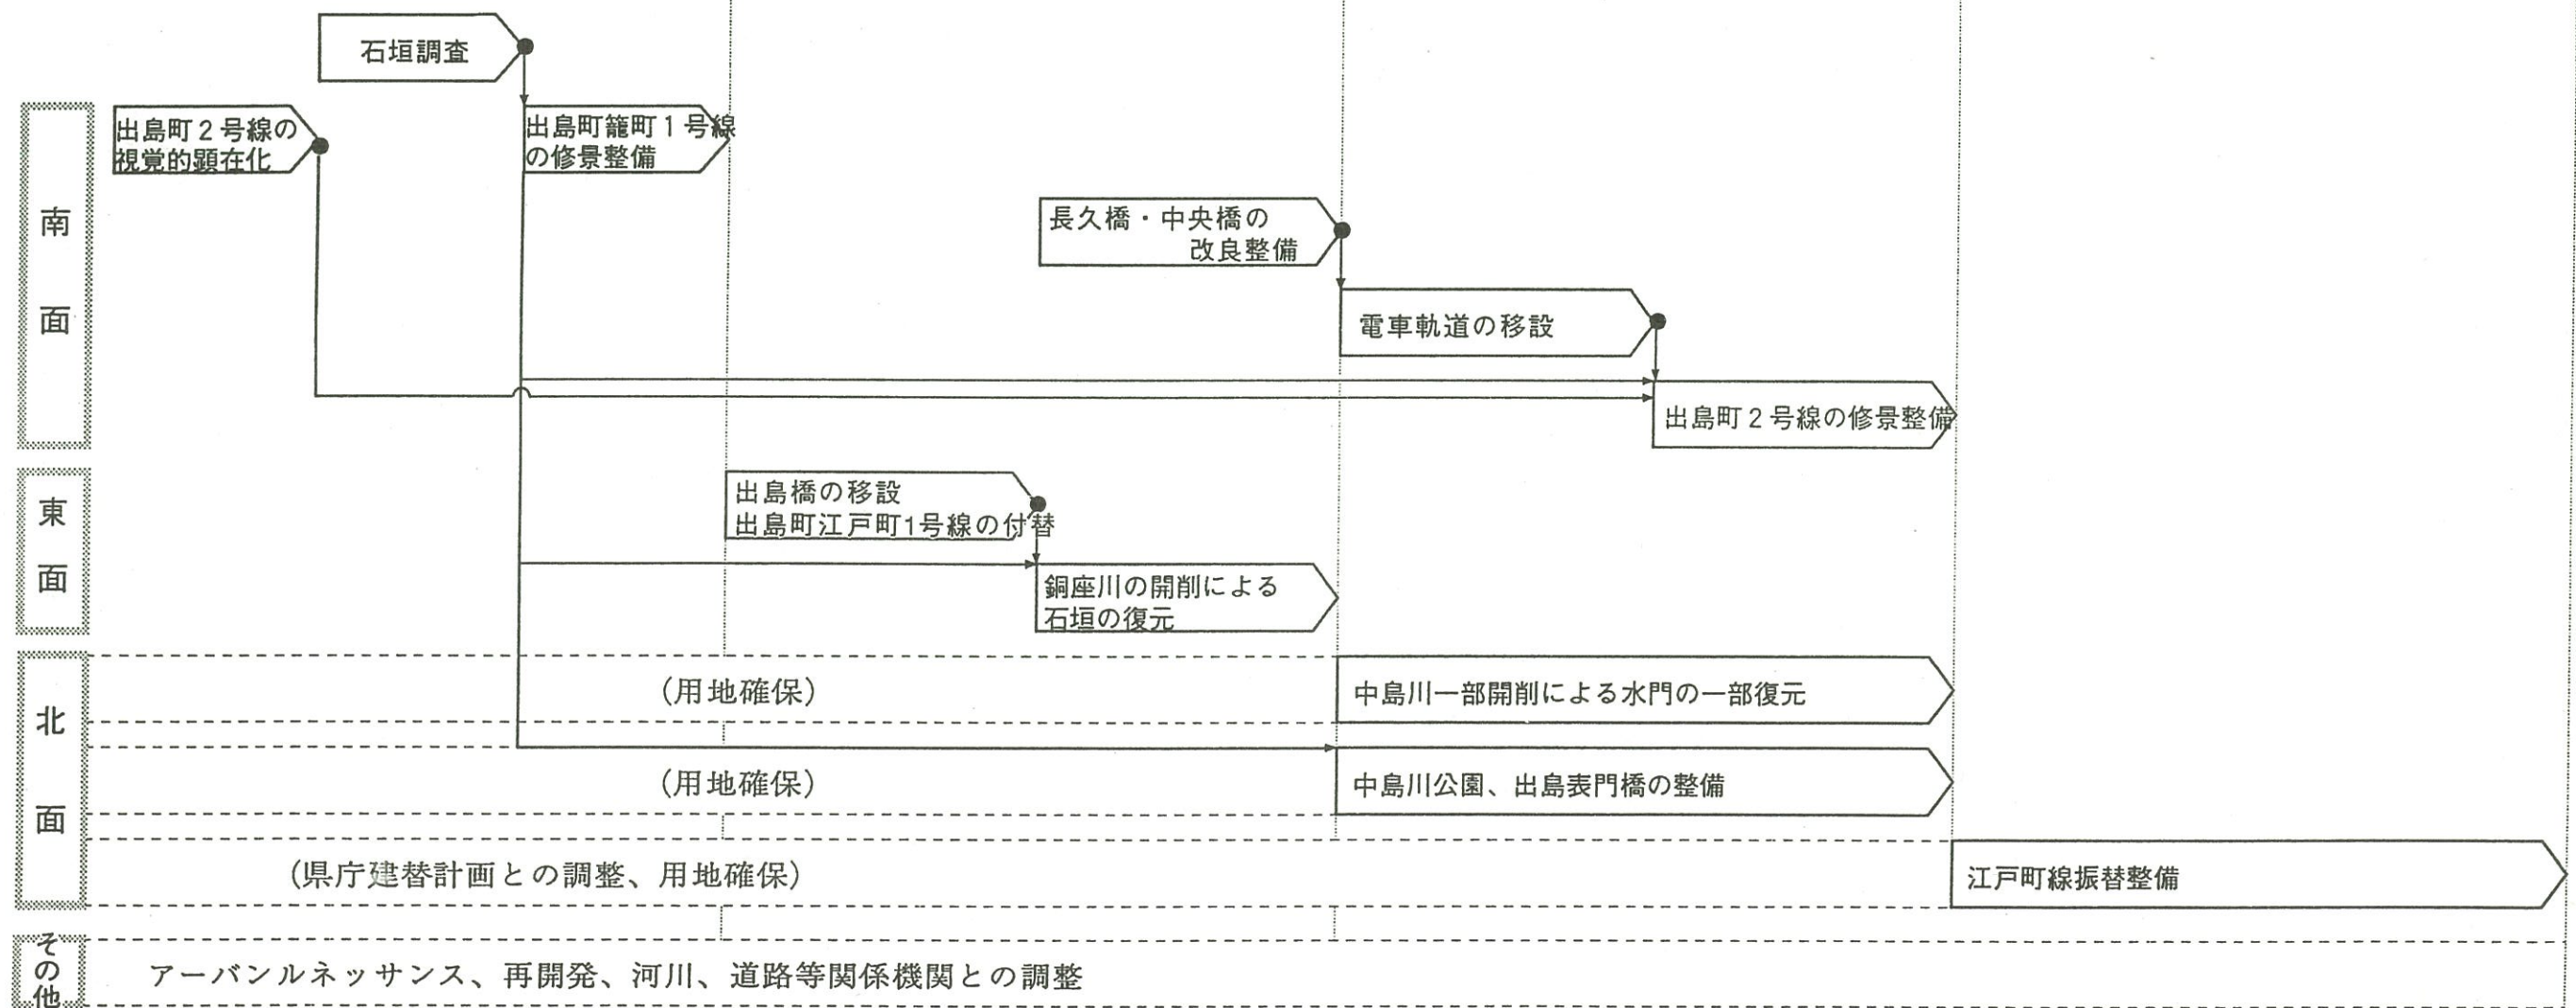 石垣調査
南面
出島町２号線の
視覚的顕在化
出島町籠町１号線
の修景整備
長久橋・中央橋の
改良整備
電車軌道の移設
出島町２号線の修景整備
東面
出島橋の移設
出島町江戸町1号線の付替
銅座川の開削による
石垣の復元
北面
（用地確保）
中島川一部開削による水門の一部復元
（用地確保）
中島川公園、出島表門橋の整備
（県庁建替計画との調整、用地確保）
江戸町線振替整備
その他
アーバンルネッサンス、再開発、河川、道路等関係機関との調整